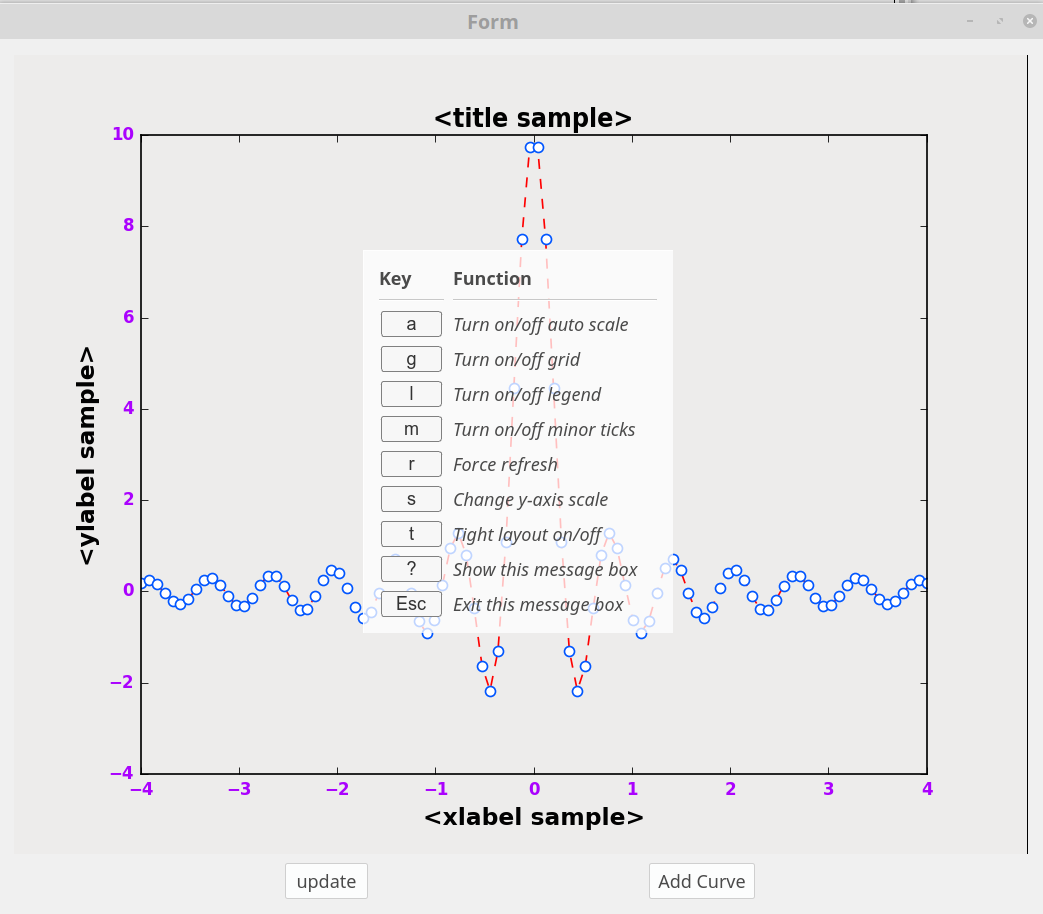 Form
<title sample>
10
8
6
4
2
0
−2
−4
<ylabel sample>
Key Function
a Turn on/off auto scale
g Turn on/off grid
l Turn on/off legend
m Turn on/off minor ticks
r Force refresh
s Change y-axis scale
t Tight layout on/off
? Show this message box
Esc Exit this message box
−4 −3 −2 −1 0 1 2 3 4
<xlabel sample>
update Add Curve